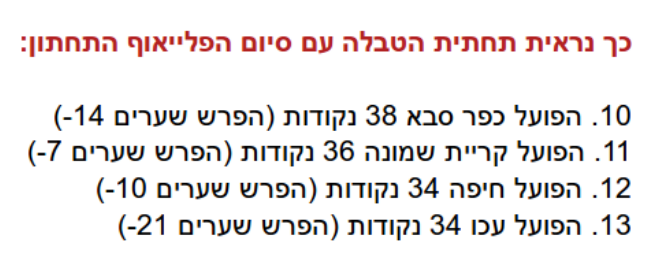 כך נראית תחתית הטבלה עם סיום הפלייאוף התחתון:
10. הפועל כפר סבא 38 נקודות (הפרש שערים 14-)
11. הפועל קריית שמונה 36 נקודות (הפרש שערים 7-)
12. הפועל חיפה 34 נקודות (הפרש שערים 10-)
13. הפועל עכו 34 נקודות (הפרש שערים 21-)